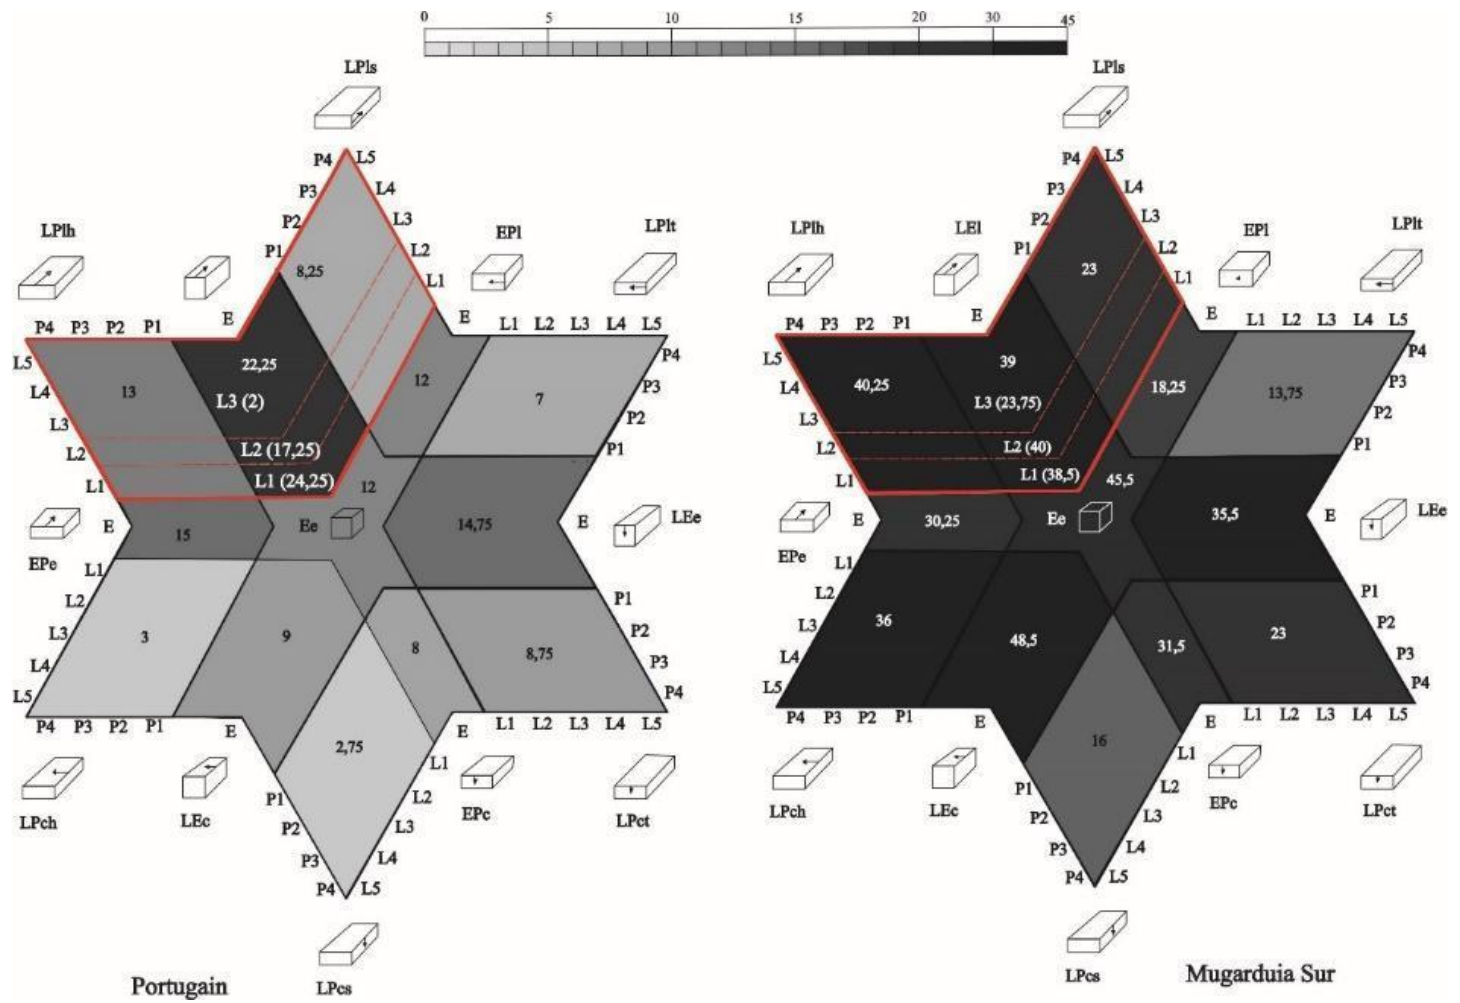 0 5 10 15 20 30 45
LPls LPls
P4 L5 P4 L5
P3 L4 P3 L4
P2 L3 P2 L3
LPlh P1 L2 EPl LPlt LPlh LEl P1 L2 EPl LPlt
8,25 L1 23 L1
P4 P3 P2 P1 E E L1 L2 L3 L4 L5 P4 P3 P2 P1 E E L1 L2 L3 L4 L5
L5 P4 L5 P4
L4 13 22,25 12 7 P3 L4 40,25 39 18,25 13,75 P3
L3 L3 (2) P2 L3 L3 (23,75) P2
L2 L2 (17,25) P1 L2 L2 (40) P1
L1 L1 (24,25) 12 L1 L1 (38,5) 45,5
E 15 Ee 14,75 E LEe E 30,25 Ee 35,5 E LEe
EPe EPe
L1 P1 L1 P1
L2 P2 L2 P2
L3 3 9 8 8,75 P3 L3 36 48,5 31,5 23 P3
L4 P4 L4 P4
L5 L5
P4 P3 P2 P1 E E L1 L2 L3 L4 L5 P4 P3 P2 P1 E E L1 L2 L3 L4 L5
2,75 L1 16 L1
P1 L2 P1 L2
LPch LEc P2 L3 EPc LPct LPch LEc P2 L3 EPc LPct
P3 L4 P3 L4
P4 L5 P4 L5
LPcs LPcs
Portugain Mugarduia Sur